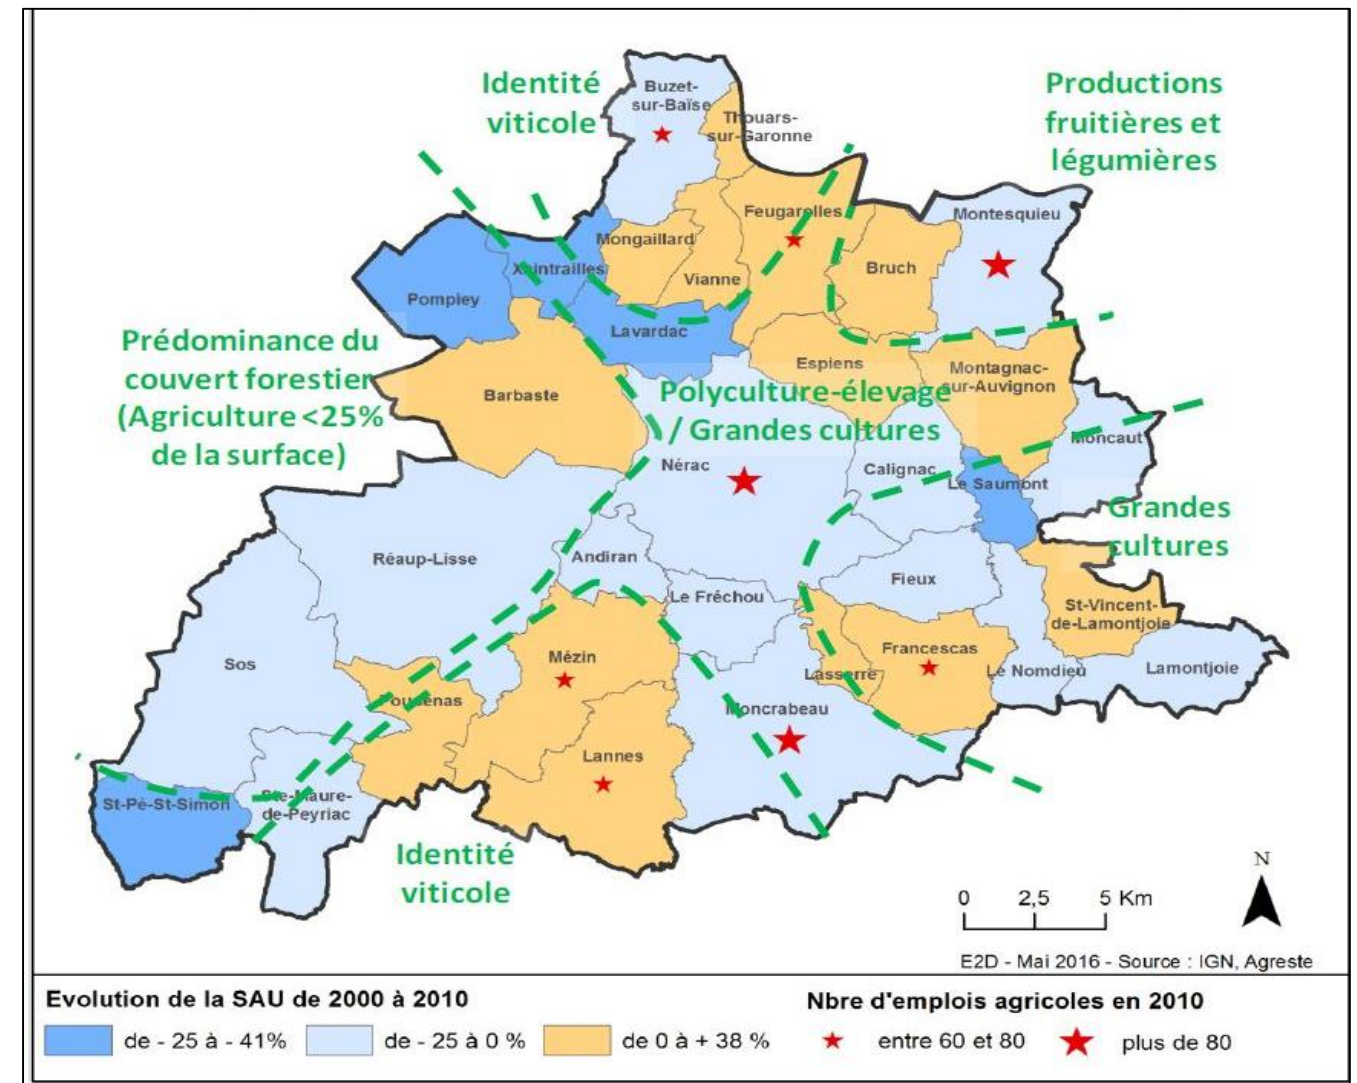 Identité
viticole
Productions
fruitières et
légumières
Buzet-
sur-Baïse
Thouars-
sur-Garonne
Feugarolles
Montesquieu
Mongaillard
Xaintrailles
Vianne
Bruch
Pompiey
Lavardac
Prédominance du
couvert forestier
(Agriculture <25%
de la surface)
Barbaste
Espiens
Montagnac-
sur-Auvignon
Polyculture-élevage
/ Grandes cultures
Moncaut
Nérac
Calignac
Le Saumont
Grandes
cultures
Réaup-Lisse
Andiran
Fieux
Le Fréchou
St-Vincent-
de-Lamontjoie
Sos
Mézin
Francescas
Lasserre
Le Nomdieu
Lamontjoie
Poudenas
Moncrabeau
Lannes
St-Pé-St-Simon
Ste-Maure-
de-Peyriac
Identité
viticole
N
0 2,5 5 Km
E2D - Mai 2016 - Source : IGN, Agreste
Evolution de la SAU de 2000 à 2010
de - 25 à - 41%
de - 25 à 0 %
de 0 à + 38 %
Nbre d'emplois agricoles en 2010
entre 60 et 80
plus de 80